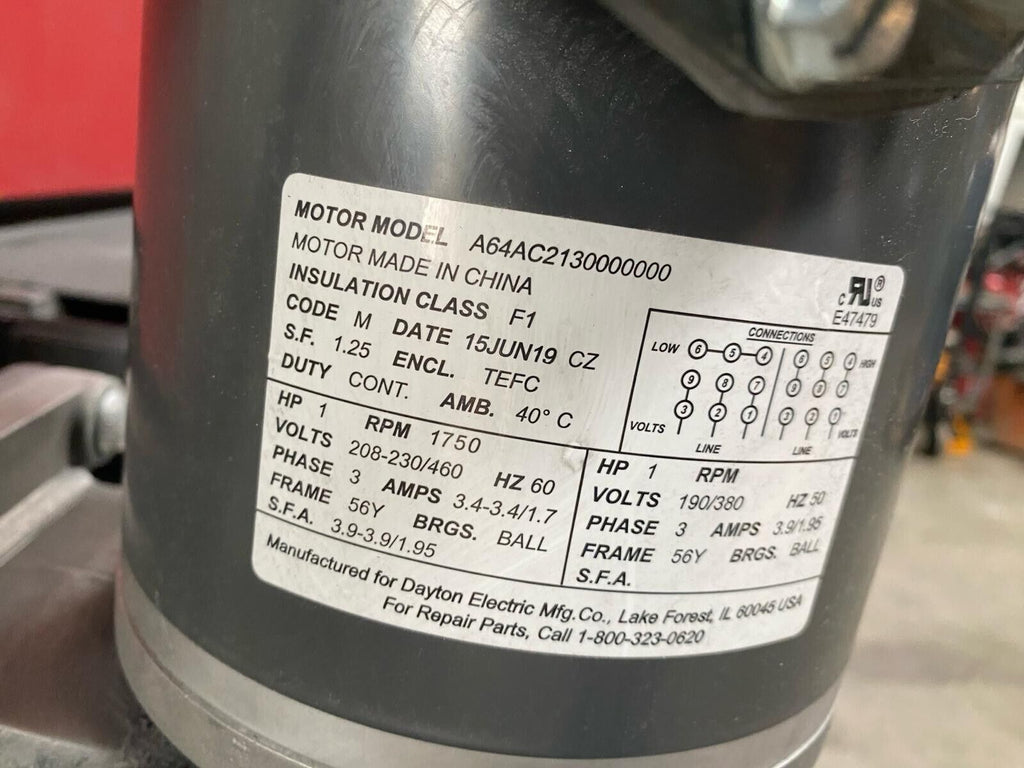 MOTOR MODEL A64AC2130000000
MOTOR MADE IN CHINA
INSULATION CLASS F1
CODE M DATE 15JUN19 CZ
S.F. 1.25 ENCL. TEFC
DUTY CONT. AMB. 40° C
c RU ® US
E47479
CONNECTIONS
LOW 6 5 4 6 5 4 HIGH
9 8 7 9 8 7
3 2 1 3 2 1
VOLTS VOLTS
LINE LINE
HP 1 RPM 1750
VOLTS 208-230/460 HZ 60
PHASE 3 AMPS 3.4-3.4/1.7
FRAME 56Y BRGS. BALL
S.F.A. 3.9-3.9/1.95
HP 1 RPM
VOLTS 190/380 HZ 50
PHASE 3 AMPS 3.9/1.95
FRAME 56Y BRGS. BALL
S.F.A.
Manufactured for Dayton Electric Mfg.Co., Lake Forest, IL 60045 USA
For Repair Parts, Call 1-800-323-0620